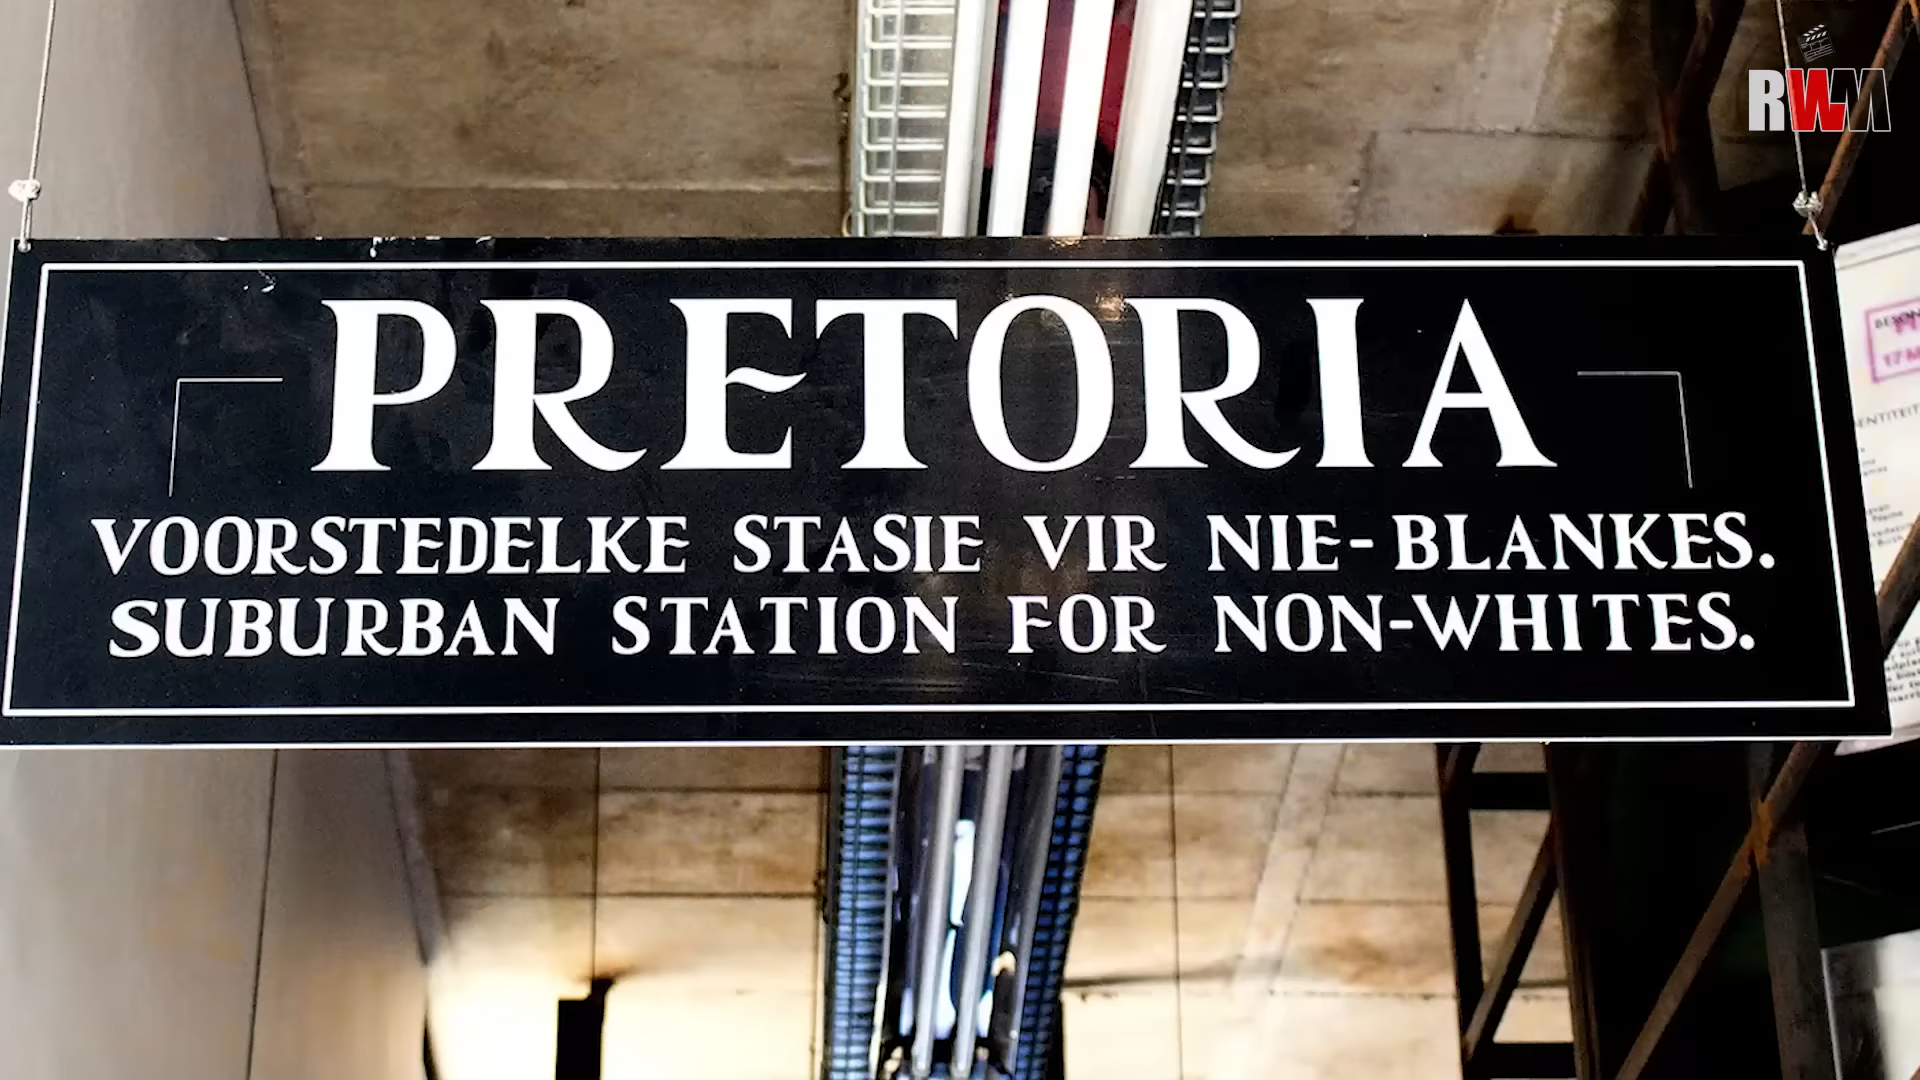 RWM
PRETORIA
VOORSTEDELKE STASIE VIR NIE-BLANKES.
SUBURBAN STATION FOR NON-WHITES.